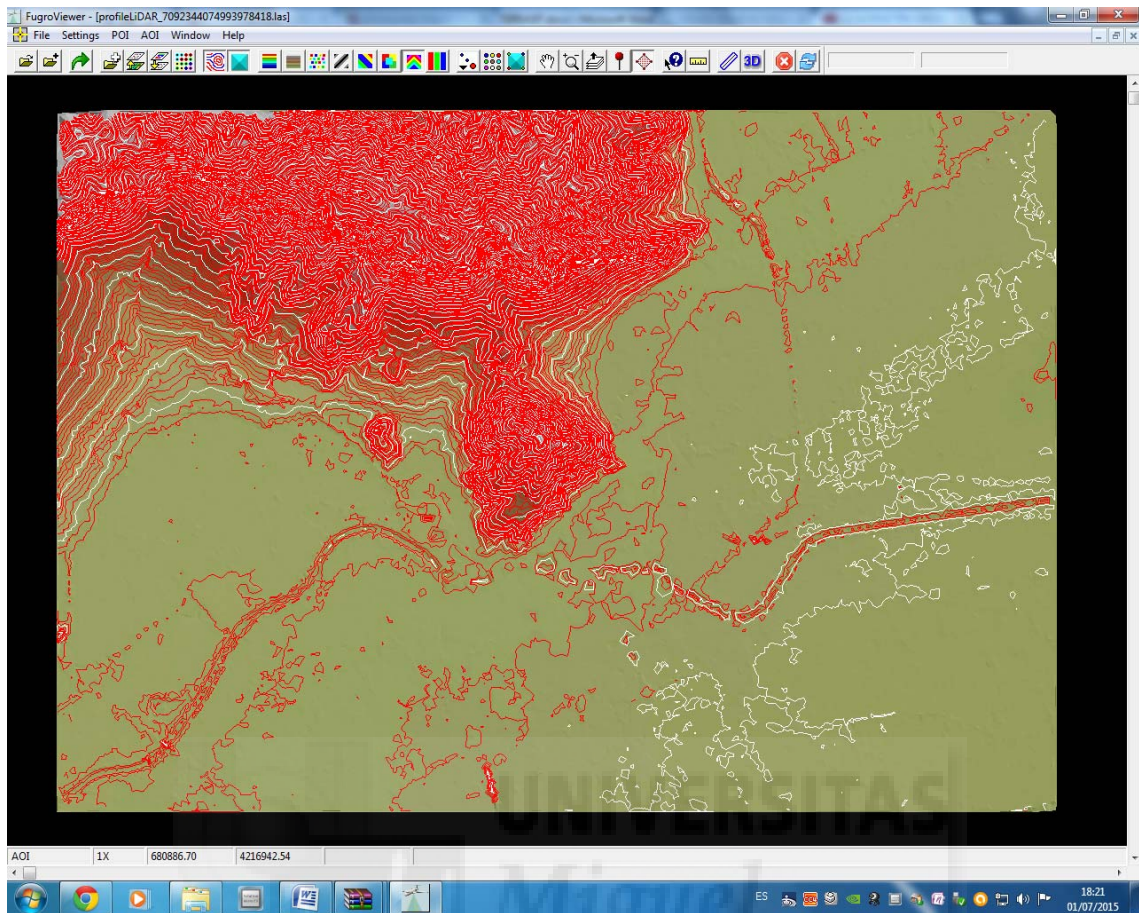 FugroViewer - [profileLiDAR_7092344074993978418.las]
File Settings POI AOI Window Help
3D
AOI 1X 680886.70 4216942.54
UNIVERSITAS
Miguel
ES 18:21
01/07/2015